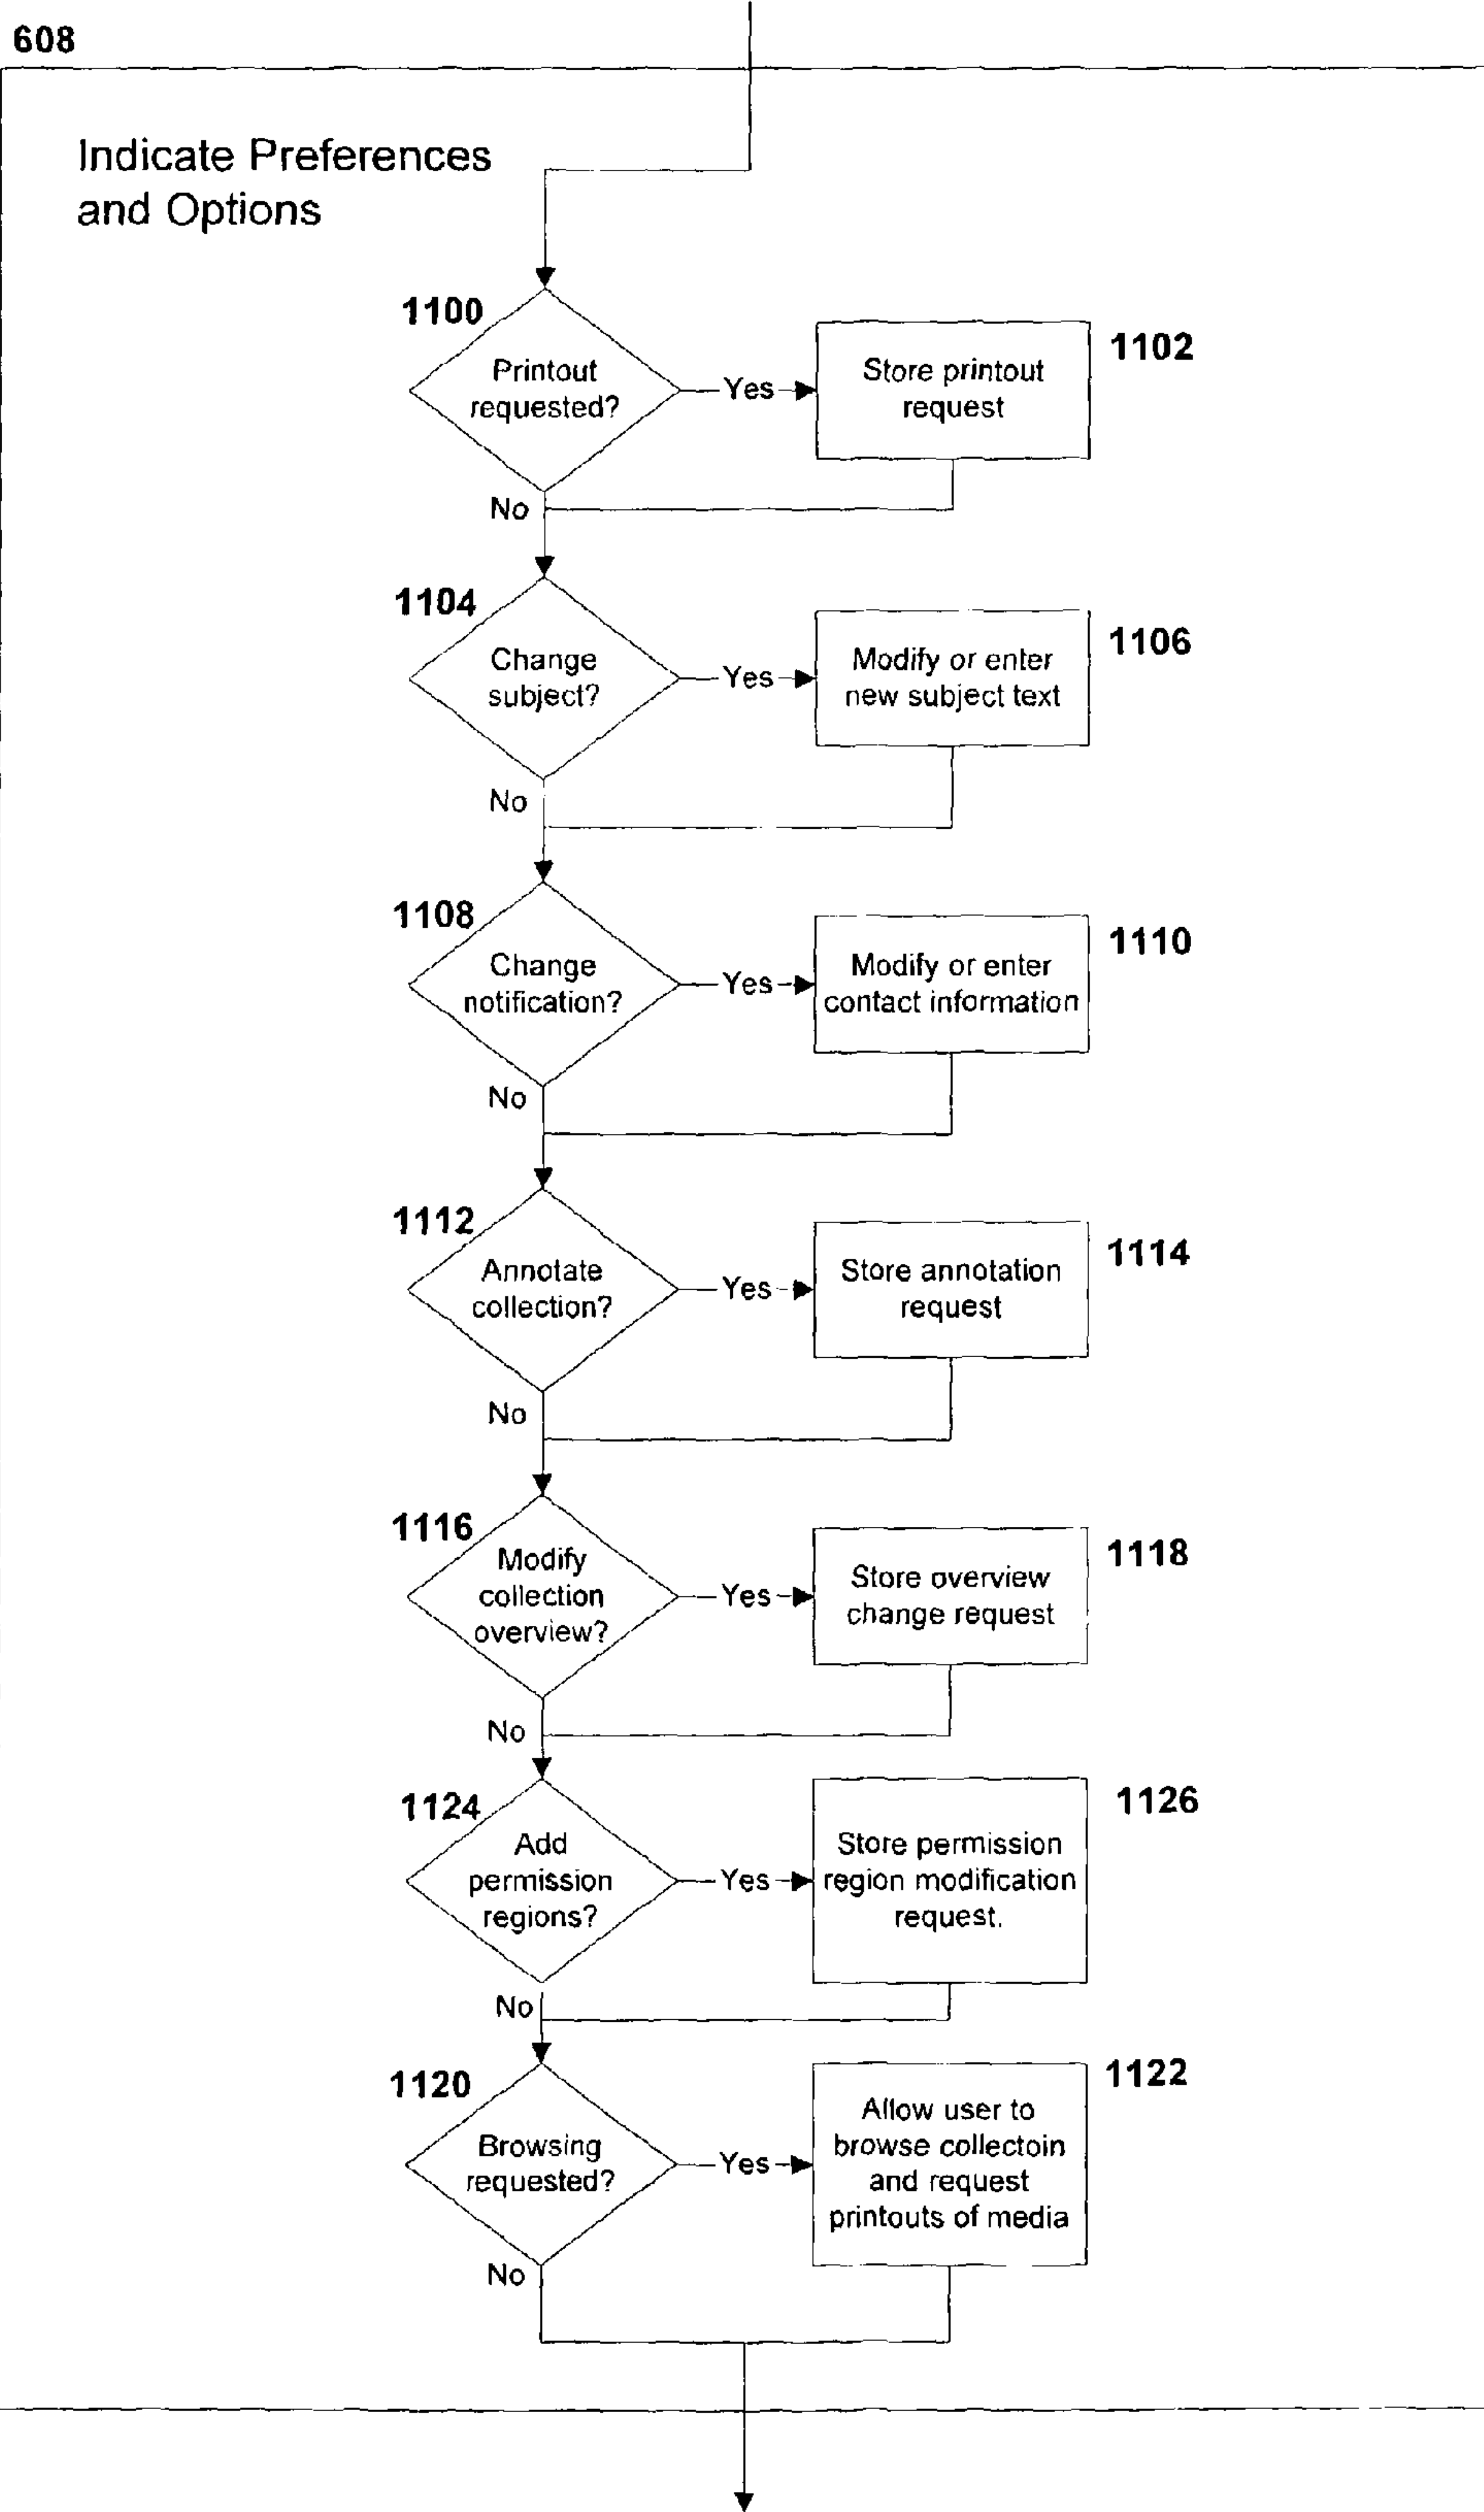 608
Indicate Preferences
and Options
1100
Printout
requested?
Yes
Store printout
request
1102
No
1104
Change
subject?
Yes
Modify or enter
new subject text
1106
No
1108
Change
notification?
Yes
Modify or enter
contact information
1110
No
1112
Annotate
collection?
Yes
Store annotation
request
1114
No
1116
Modify
collection
overview?
Yes
Store overview
change request
1118
No
1124
Add
permission
regions?
Yes
Store permission
region modification
request.
1126
No
1120
Browsing
requested?
Yes
Allow user to
browse collectoin
and request
printouts of media
1122
No